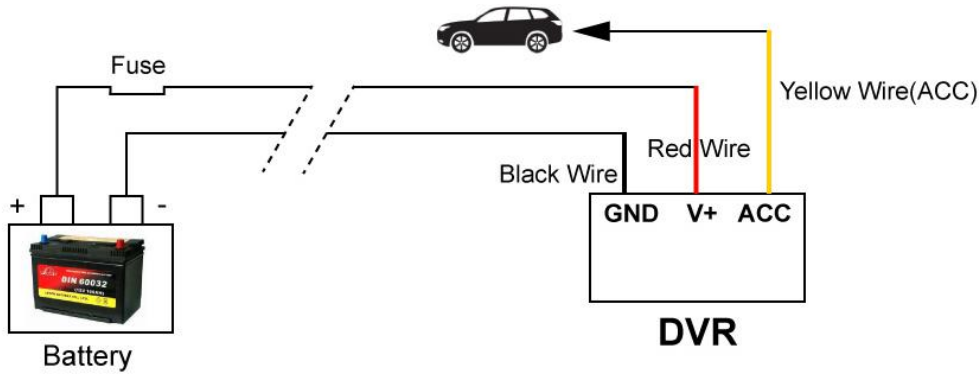 Fuse
Yellow Wire(ACC)
Red Wire
Black Wire
+
-
GND V+ ACC
DIN 60032
Battery
DVR